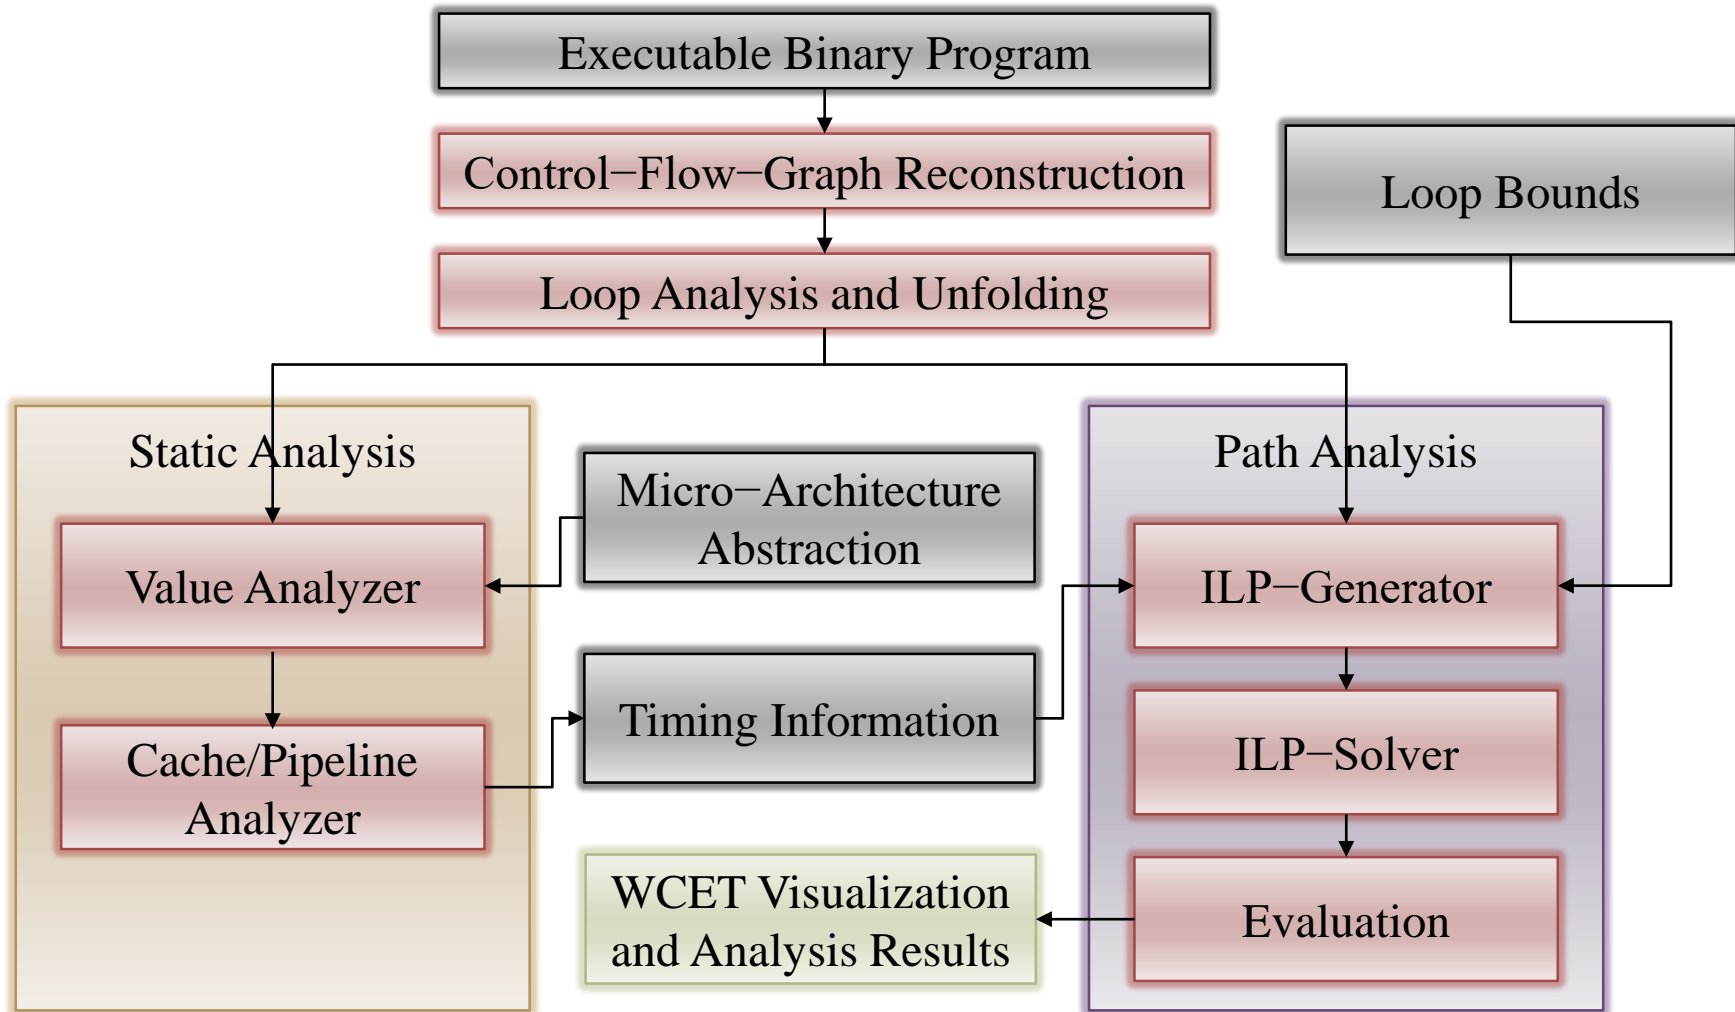 Executable Binary Program
Control−Flow−Graph Reconstruction
Loop Bounds
Loop Analysis and Unfolding
Static Analysis
Path Analysis
Micro−Architecture
Abstraction
Value Analyzer
ILP−Generator
Timing Information
Cache/Pipeline
Analyzer
ILP−Solver
WCET Visualization
and Analysis Results
Evaluation